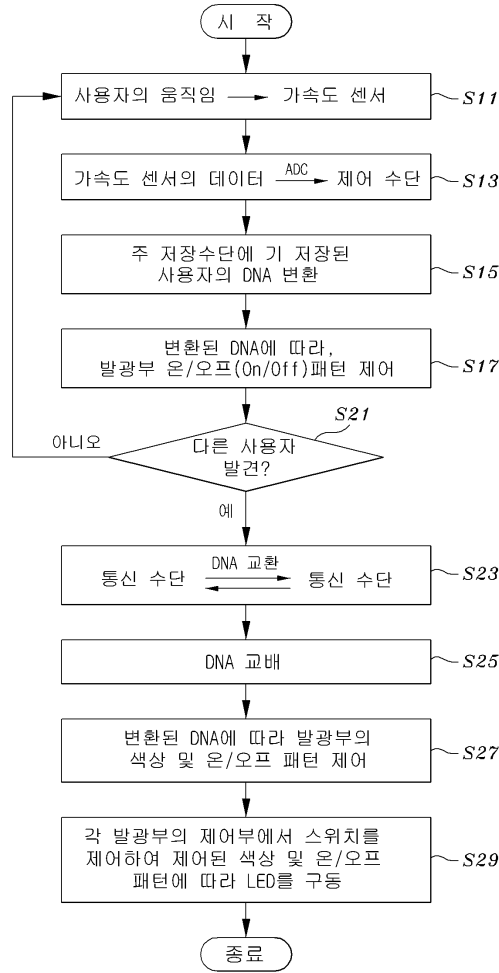 시 작
사용자의 움직임 → 가속도 센서
S11
가속도 센서의 데이터 ADC → 제어 수단
S13
주 저장수단에 기 저장된
사용자의 DNA 변환
S15
변환된 DNA에 따라,
발광부 온/오프(On/Off)패턴 제어
S17
S21
아니오
다른 사용자
발견?
예
DNA 교환
통신 수단 통신 수단
S23
DNA 교배
S25
변환된 DNA에 따라 발광부의
색상 및 온/오프 패턴 제어
S27
각 발광부의 제어부에서 스위치를
제어하여 제어된 색상 및 온/오프
패턴에 따라 LED를 구동
S29
종료